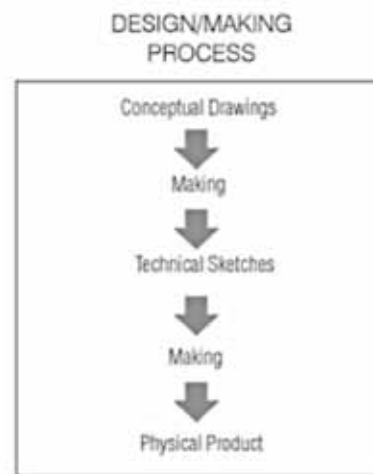 DESIGN/MAKING
PROCESS
Conceptual Drawings
Making
Technical Sketches
Making
Physical Product